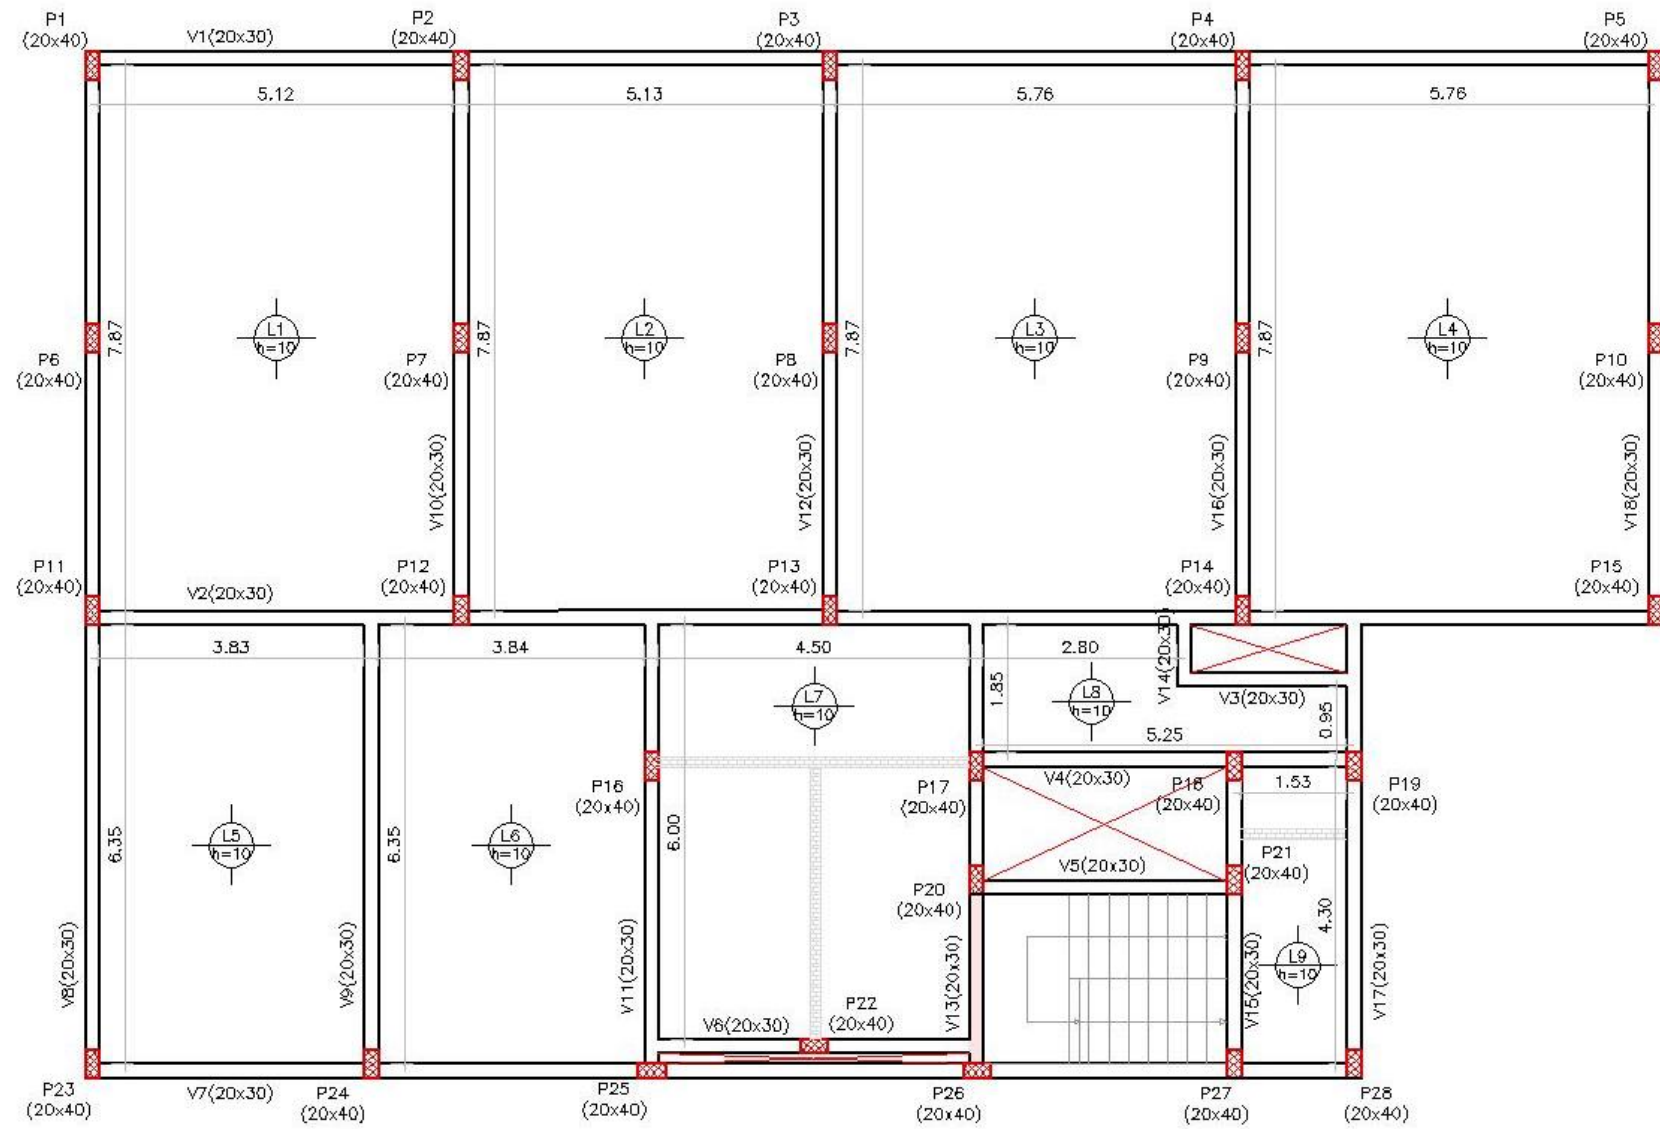 P1
(20x40)
V1(20x30)
P2
(20x40)
P3
(20x40)
P4
(20x40)
P5
(20x40)
5.12
5.13
5.76
5.76
7.87
7.87
7.87
7.87
L1
h=10
L2
h=10
L3
h=10
L4
h=10
P6
(20x40)
P7
(20x40)
P8
(20x40)
P9
(20x40)
P10
(20x40)
V10(20x30)
V12(20x30)
V16(20x30)
V18(20x30)
P11
(20x40)
V2(20x30)
P12
(20x40)
P13
(20x40)
P14
(20x40)
P15
(20x40)
3.83
3.84
4.50
2.80
1.85
V14(20x30)
L7
h=10
L8
h=10
V3(20x30)
0.95
5.25
P16
(20x40)
P17
(20x40)
V4(20x30)
P18
(20x40)
1.53
P19
(20x40)
6.35
L5
h=10
6.35
L6
h=10
6.00
V5(20x30)
P20
(20x40)
P21
(20x40)
4.30
V8(20x30)
V9(20x30)
V11(20x30)
V13(20x30)
V15(20x30)
L9
h=10
V17(20x30)
V6(20x30)
P22
(20x40)
P23
(20x40)
V7(20x30)
P24
(20x40)
P25
(20x40)
P26
(20x40)
P27
(20x40)
P28
(20x40)